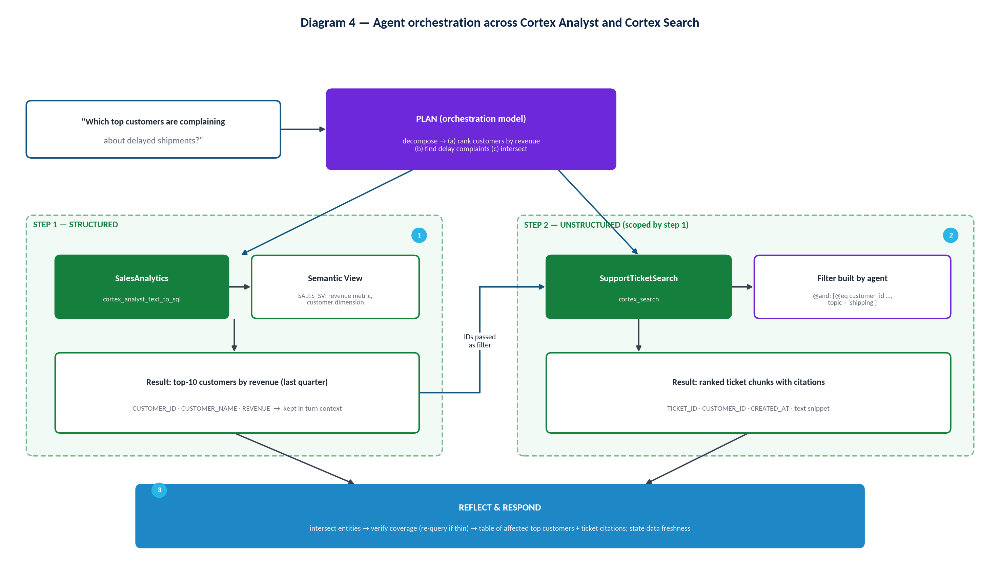 Diagram 4 — Agent orchestration across Cortex Analyst and Cortex Search
"Which top customers are complaining
about delayed shipments?"
PLAN (orchestration model)
decompose → (a) rank customers by revenue
(b) find delay complaints (c) intersect
STEP 1 — STRUCTURED
1
SalesAnalytics
cortex_analyst_text_to_sql
Semantic View
SALES_SV: revenue metric,
customer dimension
Result: top-10 customers by revenue (last quarter)
CUSTOMER_ID · CUSTOMER_NAME · REVENUE → kept in turn context
IDs passed
as filter
STEP 2 — UNSTRUCTURED (scoped by step 1)
2
SupportTicketSearch
cortex_search
Filter built by agent
@and: [@eq customer_id ...,
topic = 'shipping']
Result: ranked ticket chunks with citations
TICKET_ID · CUSTOMER_ID · CREATED_AT · text snippet
3
REFLECT & RESPOND
intersect entities → verify coverage (re-query if thin) → table of affected top customers + ticket citations; state data freshness